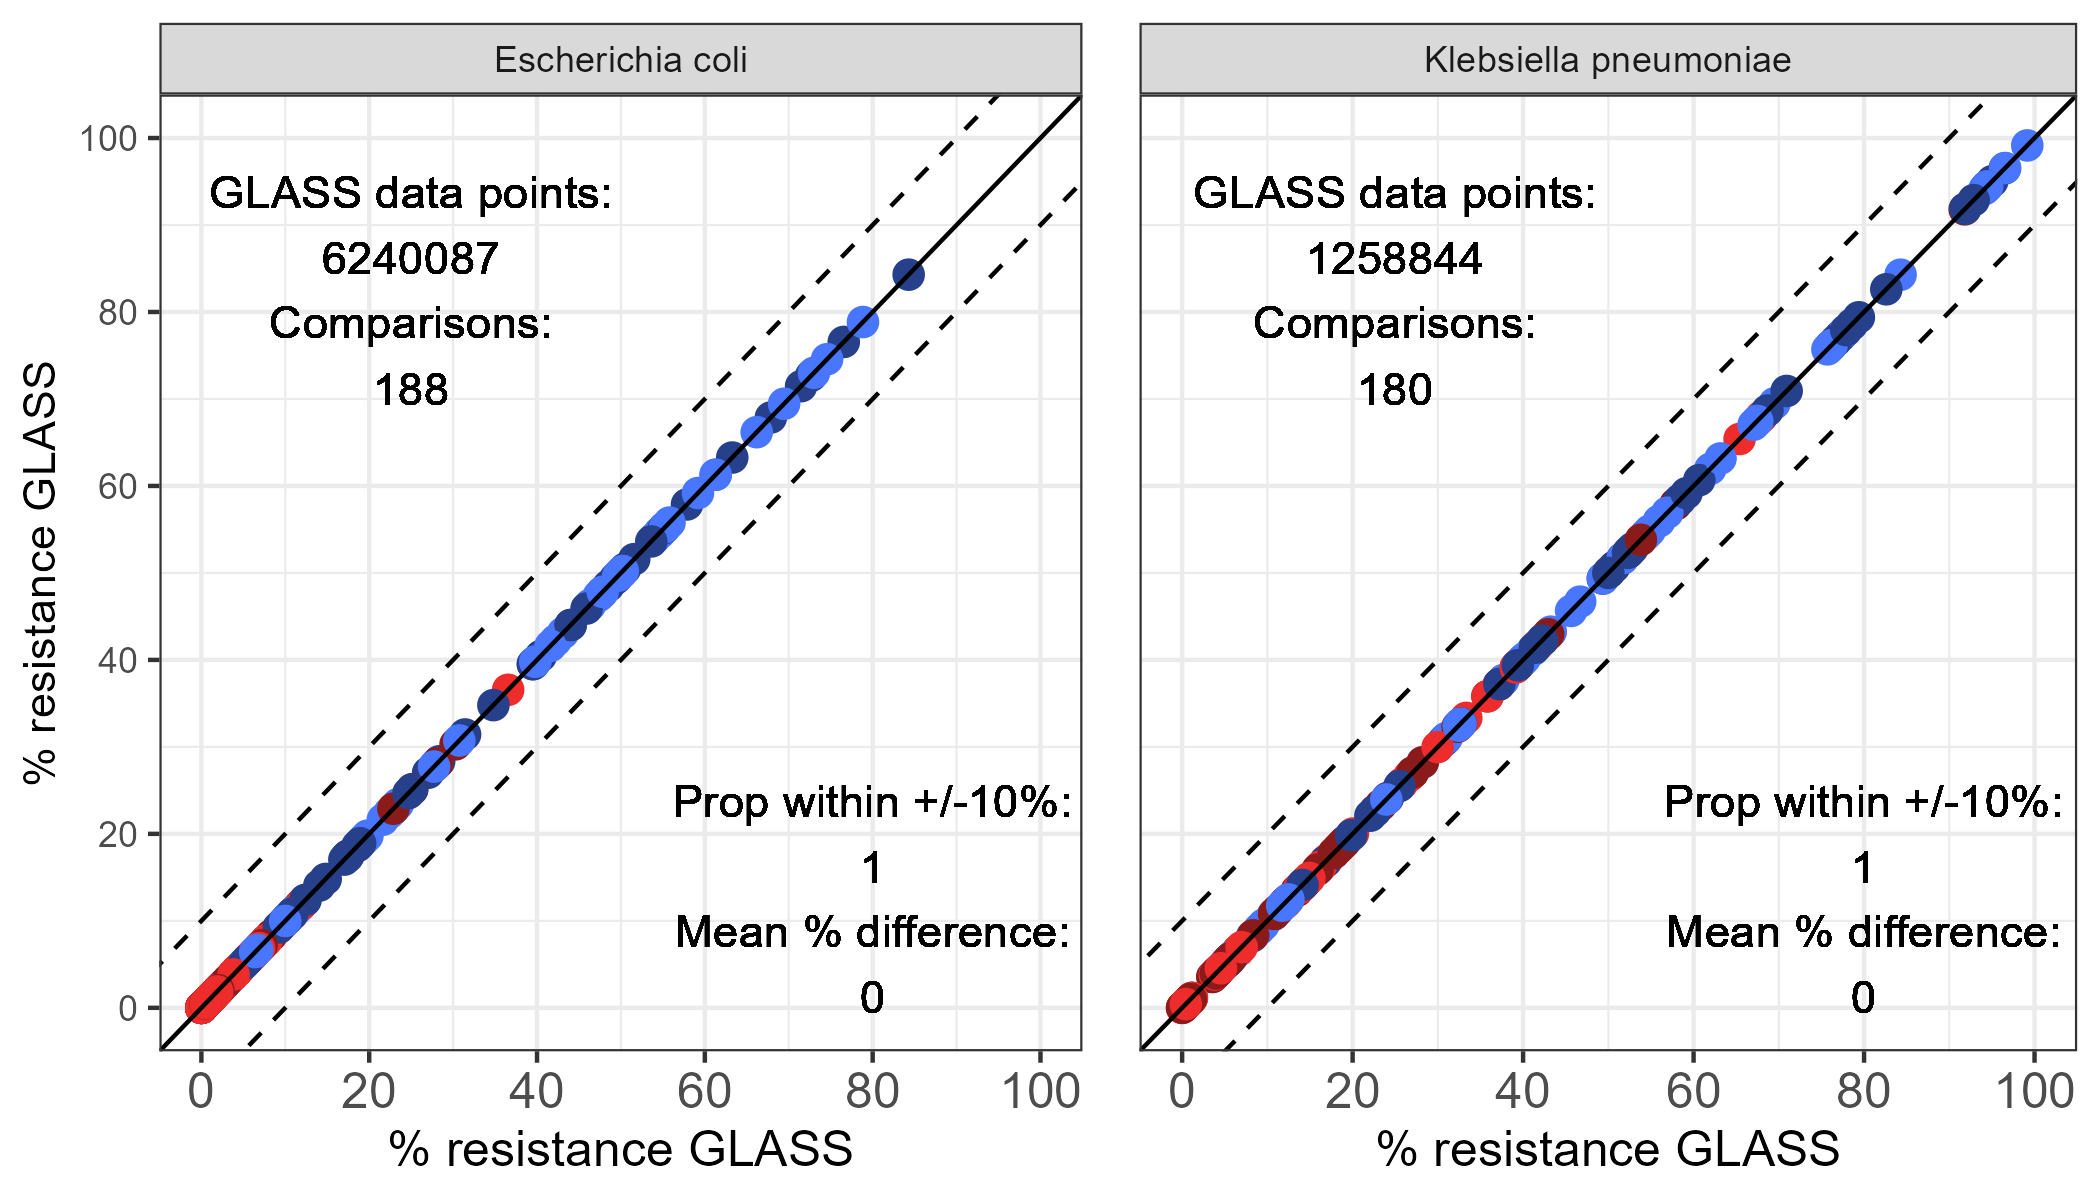 Escherichia coli
Klebsiella pneumoniae
% resistance GLASS
100
80
60
40
20
0
GLASS data points:
6240087
Comparisons:
188
Prop within +/-10%:
1
Mean % difference:
0
GLASS data points:
1258844
Comparisons:
180
Prop within +/-10%:
1
Mean % difference:
0
0 20 40 60 80 100
0 20 40 60 80 100
% resistance GLASS
% resistance GLASS